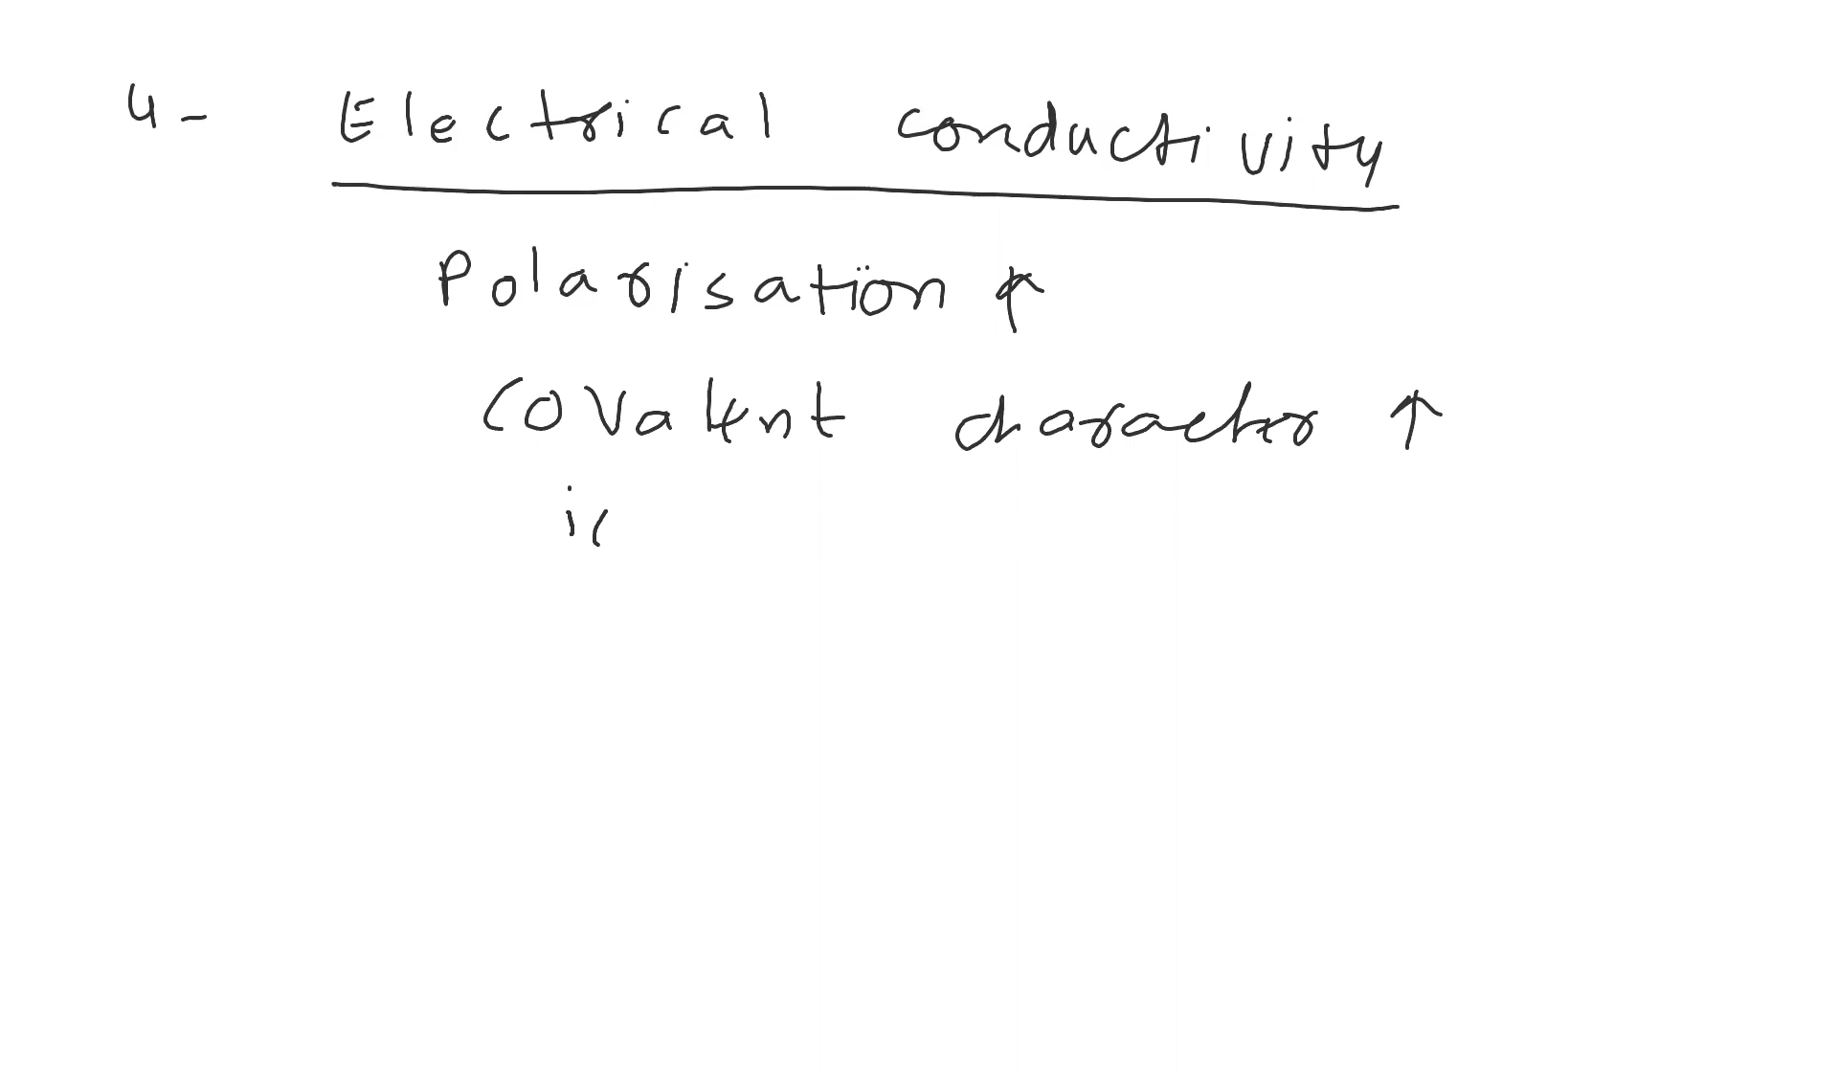 4- Electrical conductivity
Polarisation ↑
Covalent character ↑